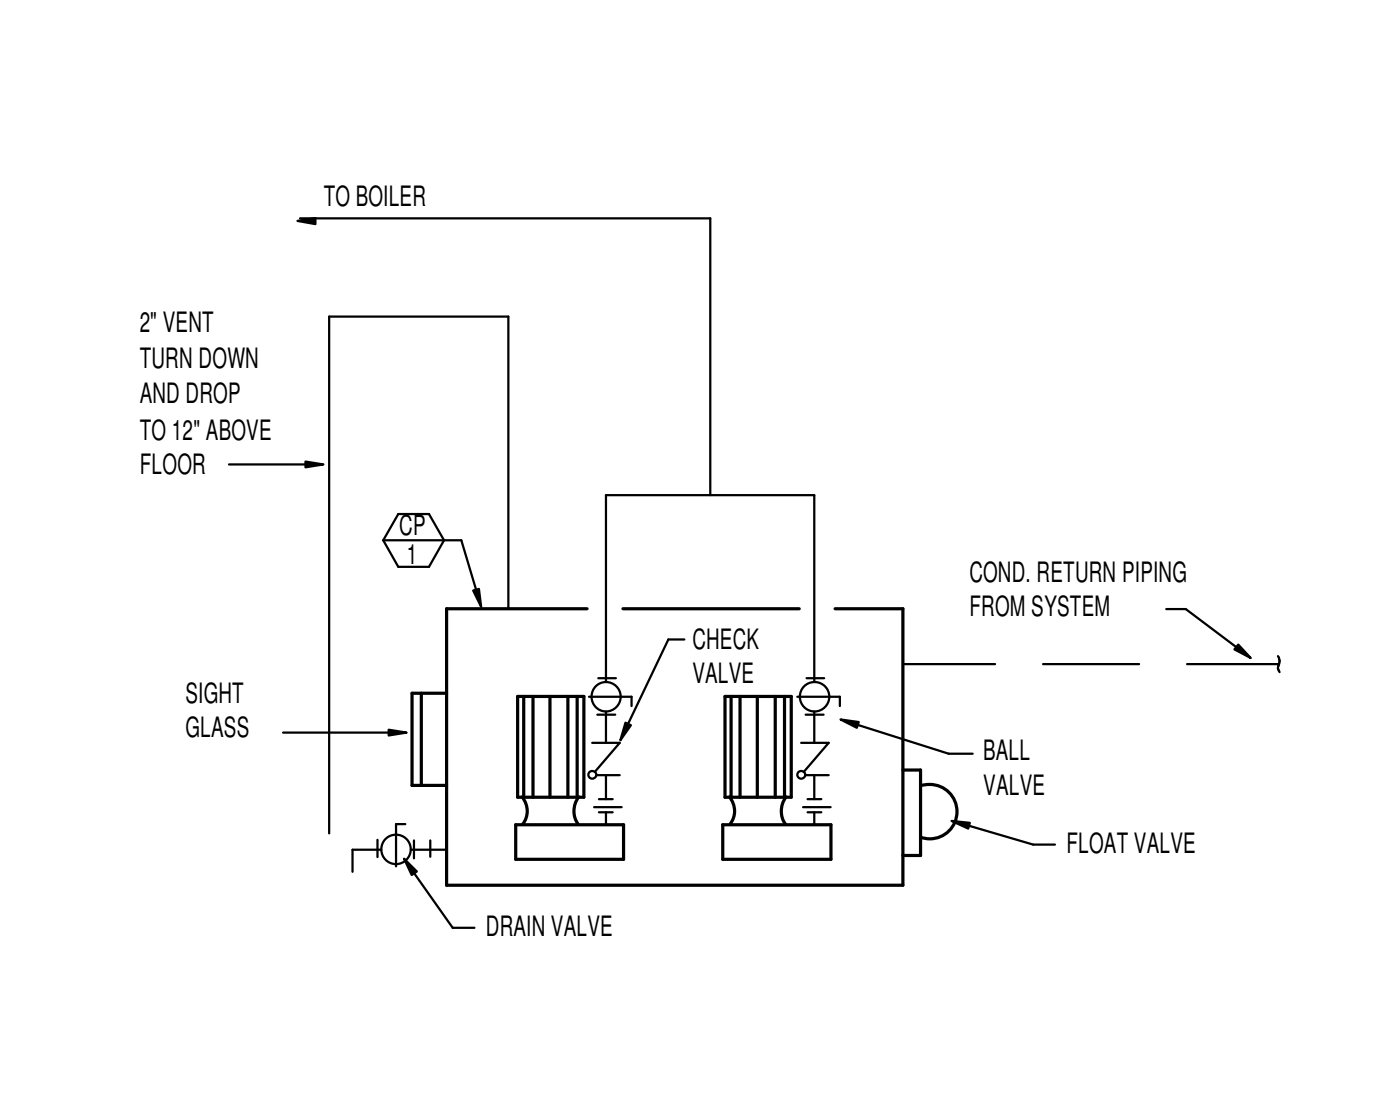 TO BOILER
2" VENT
TURN DOWN
AND DROP
TO 12" ABOVE
FLOOR
CP
1
COND. RETURN PIPING
FROM SYSTEM
CHECK
VALVE
SIGHT
GLASS
BALL
VALVE
FLOAT VALVE
DRAIN VALVE